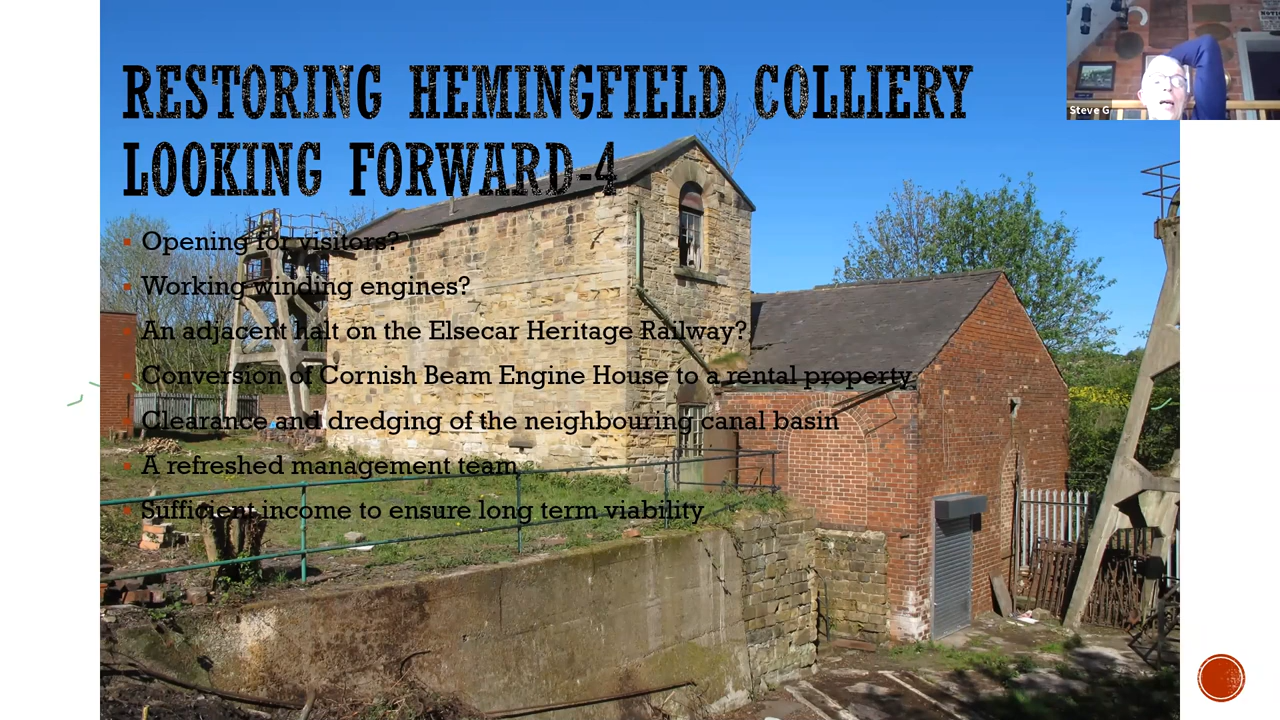 RESTORING HEMINGFIELD COLLIERY
LOOKING FORWARD-4
Opening for visitors?
Working winding engines?
An adjacent halt on the Elsecar Heritage Railway?
Conversion of Cornish Beam Engine House to a rental property.
Clearance and dredging of the neighbouring canal basin
A refreshed management team
Sufficient income to ensure long term viability
Steve G